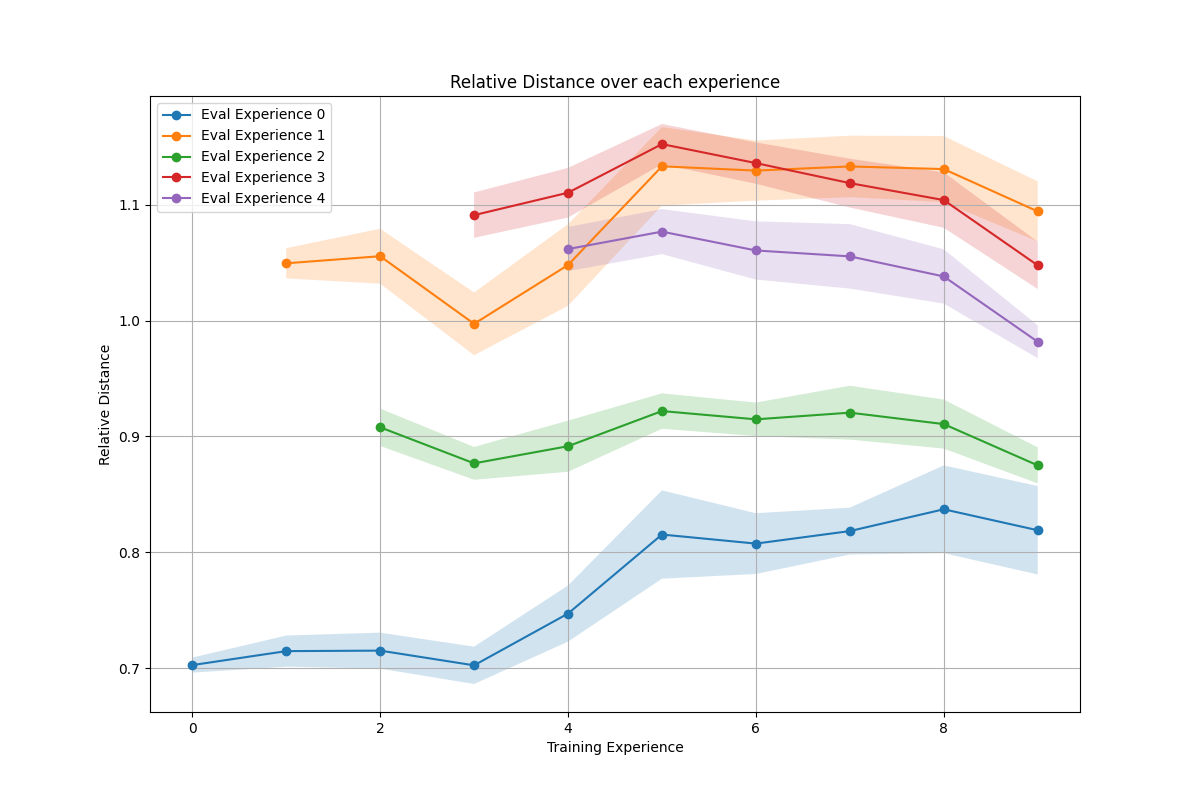 Relative Distance over each experience
Eval Experience 0
Eval Experience 1
Eval Experience 2
Eval Experience 3
Eval Experience 4
1.1
1.0
0.9
0.8
0.7
Relative Distance
0 2 4 6 8
Training Experience